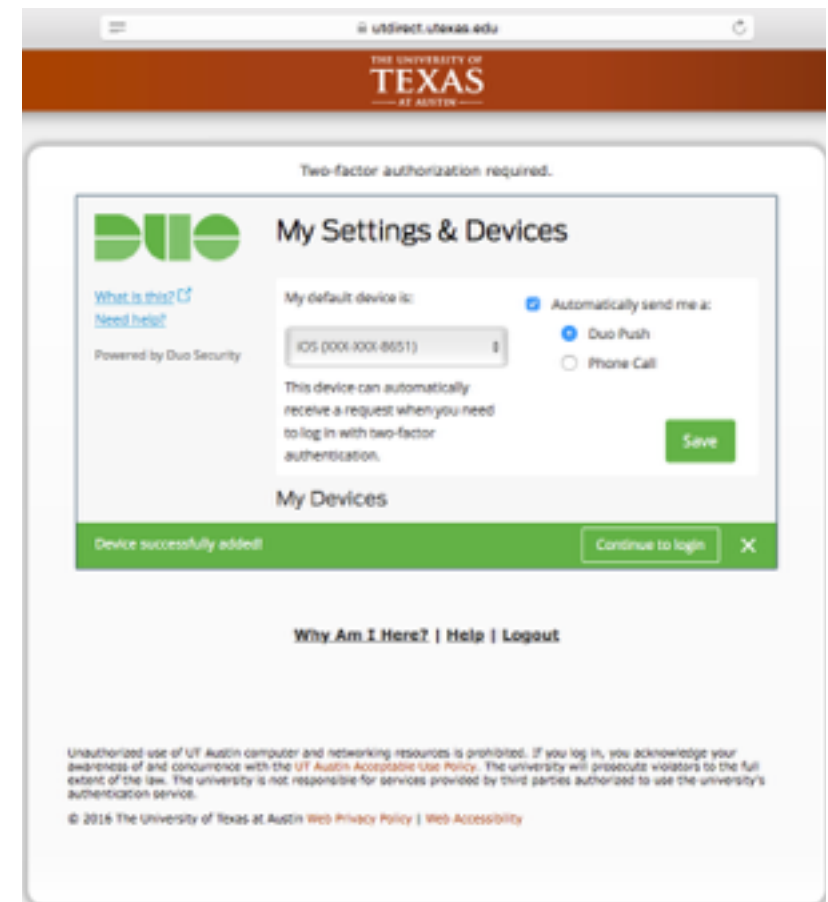 utdirect.utexas.edu
THE UNIVERSITY OF
TEXAS
AT AUSTIN
Two-factor authorization required.
DUO
My Settings & Devices
What is this?
Need help?
Powered by Duo Security
My default device is:
iOS (XXX-XXX-8651)
This device can automatically
receive a request when you need
to log in with two-factor
authentication.
Automatically send me a:
Duo Push
Phone Call
Save
My Devices
Device successfully added!
Continue to login
Why Am I Here? | Help | Logout
Unauthorized use of UT Austin computer and networking resources is prohibited. If you log in, you acknowledge your
awareness of and concurrence with the UT Austin Acceptable Use Policy. The university will prosecute violators to the full
extent of the law. The university is not responsible for services provided by third parties authorized to use the university's
authentication service.
© 2016 The University of Texas at Austin Web Privacy Policy | Web Accessibility